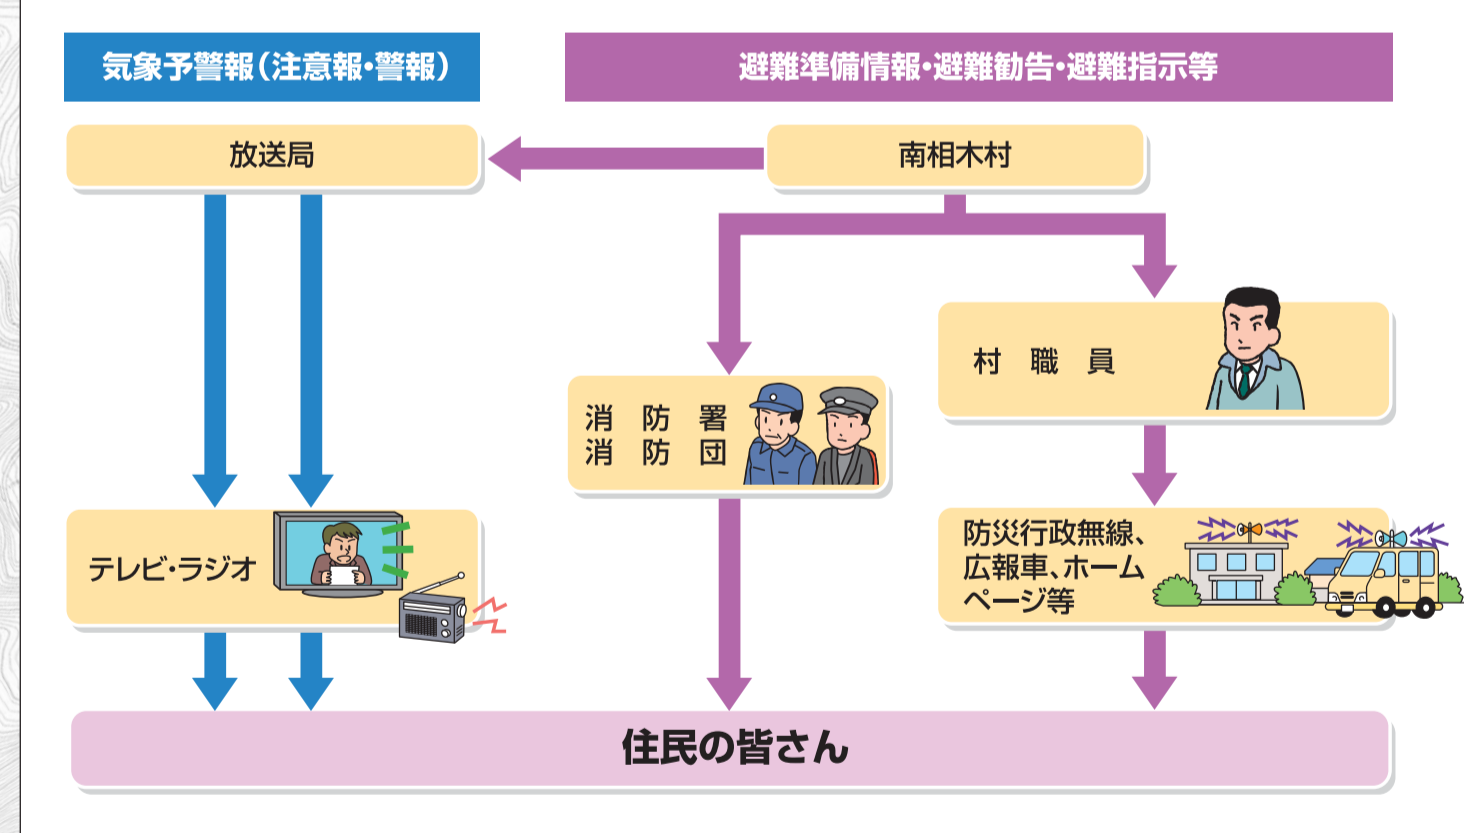 気象予警報(注意報・警報)
避難準備情報・避難勧告・避難指示等
放送局
南相木村
村職員
消防署
消防団
テレビ・ラジオ
防災行政無線、
広報車、ホーム
ページ等
住民の皆さん